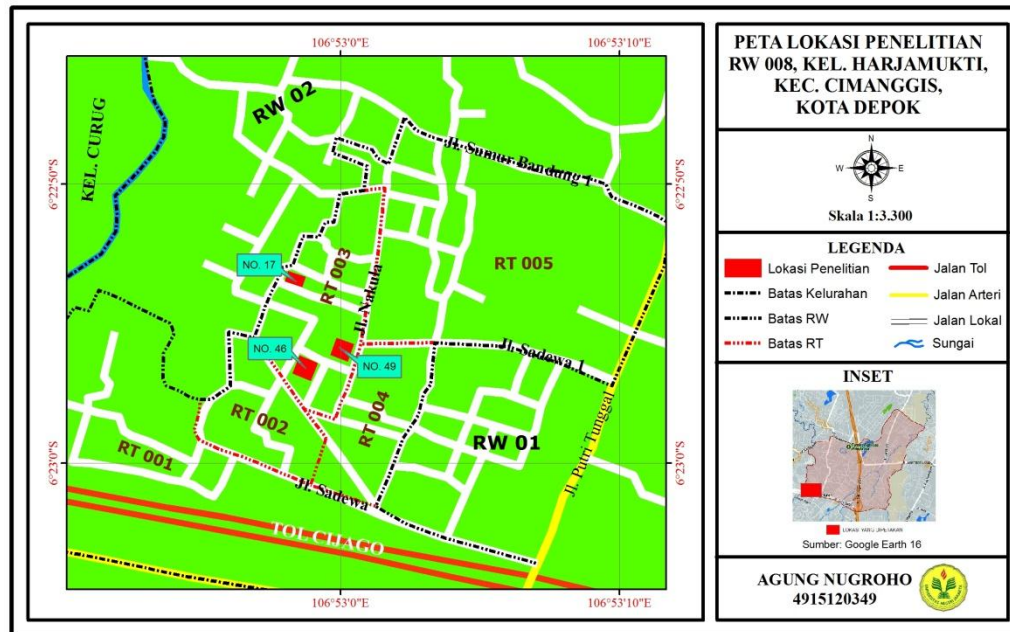 PETA LOKASI PENELITIAN
RW 008, KEL. HARJAMUKTI,
KEC. CIMANGGIS,
KOTA DEPOK
N
W E
S
Skala 1:3.300
LEGENDA
Lokasi Penelitian
Batas Kelurahan
Batas RW
Batas RT
Jalan Tol
Jalan Arteri
Jalan Lokal
Sungai
INSET
LOKASI YANG DIPETAKAN
Sumber: Google Earth 16
AGUNG NUGROHO
4915120349
106°53'0"E
106°53'10"E
6°22'50"S
6°22'50"S
6°23'0"S
6°23'0"S
106°53'0"E
106°53'10"E
KEL. CURUG
RW 02
Jl. Sumur Bandung 1
NO. 17
RT 003
RT 005
Jl. Nakula
NO. 46
NO. 49
Jl. Sadewa 1
RT 002
RT 004
RT 001
RW 01
Jl. Putri Tunggal
Jl. Sadewa
TOL CIJAGO